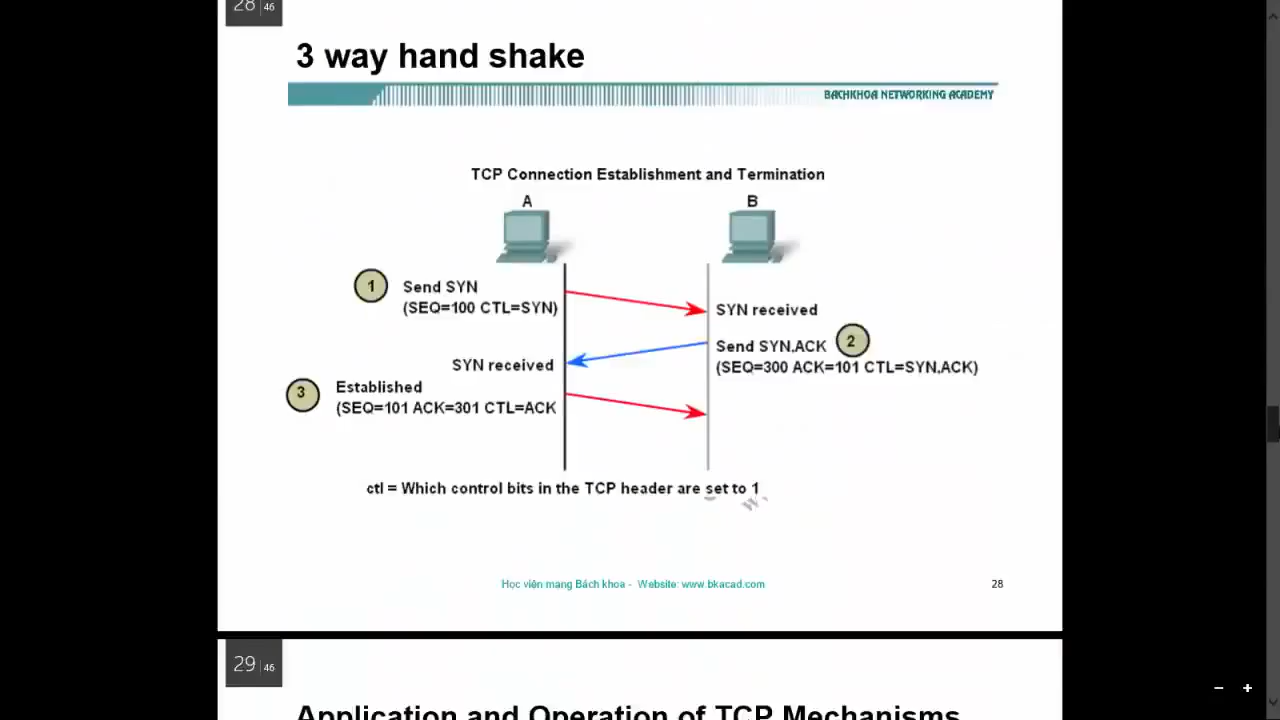 28 46
3 way hand shake
BACHKHOA NETWORKING ACADEMY
TCP Connection Establishment and Termination
A
B
1
Send SYN
(SEQ=100 CTL=SYN)
SYN received
Send SYN,ACK
2
(SEQ=300 ACK=101 CTL=SYN,ACK)
SYN received
3
Established
(SEQ=101 ACK=301 CTL=ACK
ctl = Which control bits in the TCP header are set to 1
Học viện mạng Bách khoa - Website: www.bkacad.com
28
29 46
Application and Operation of TCP Mechanisms